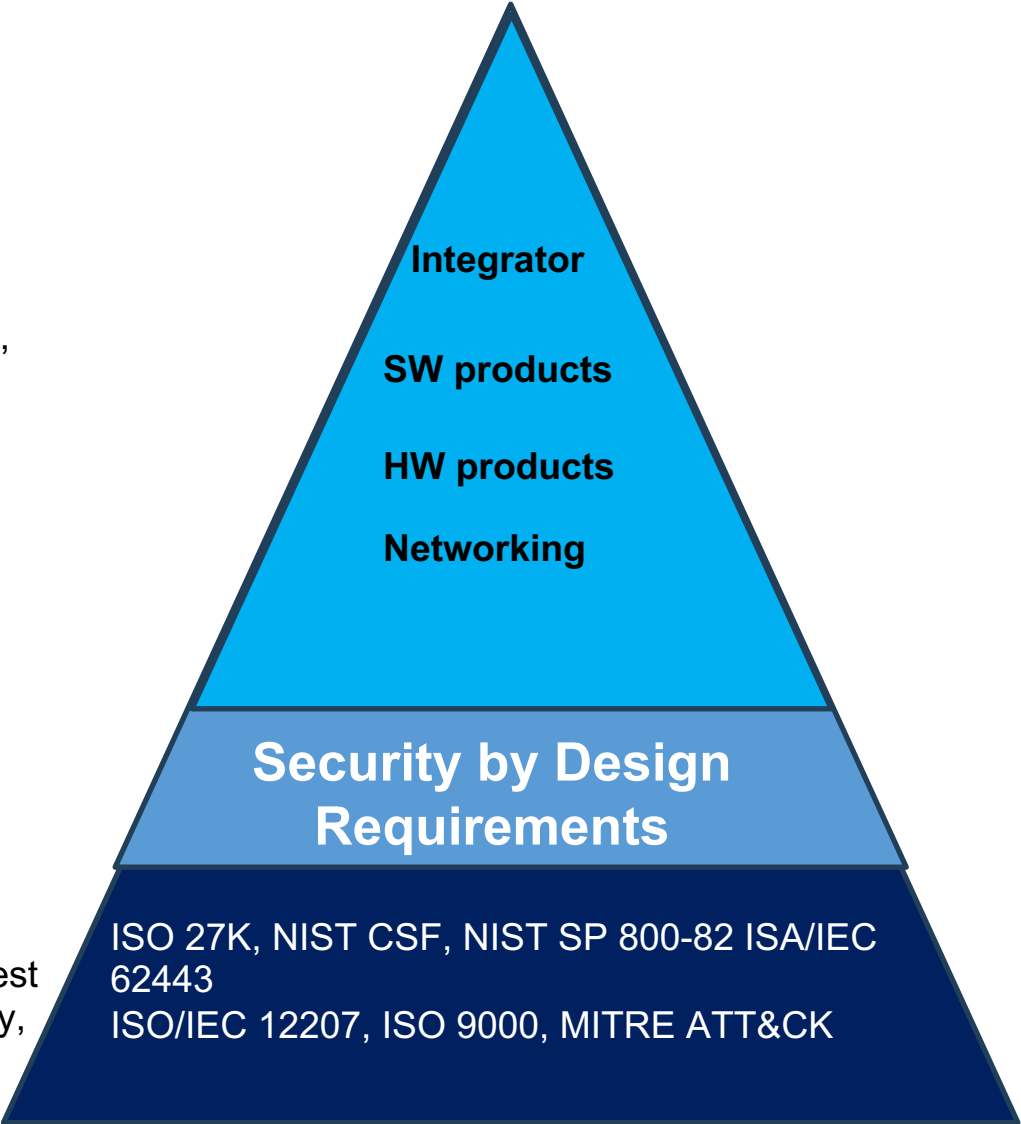 Integrator
,
SW products
HW products
Networking
Security by Design
Requirements
ISO 27K, NIST CSF, NIST SP 800-82 ISA/IEC
est 62443
y, ISO/IEC 12207, ISO 9000, MITRE ATT&CK